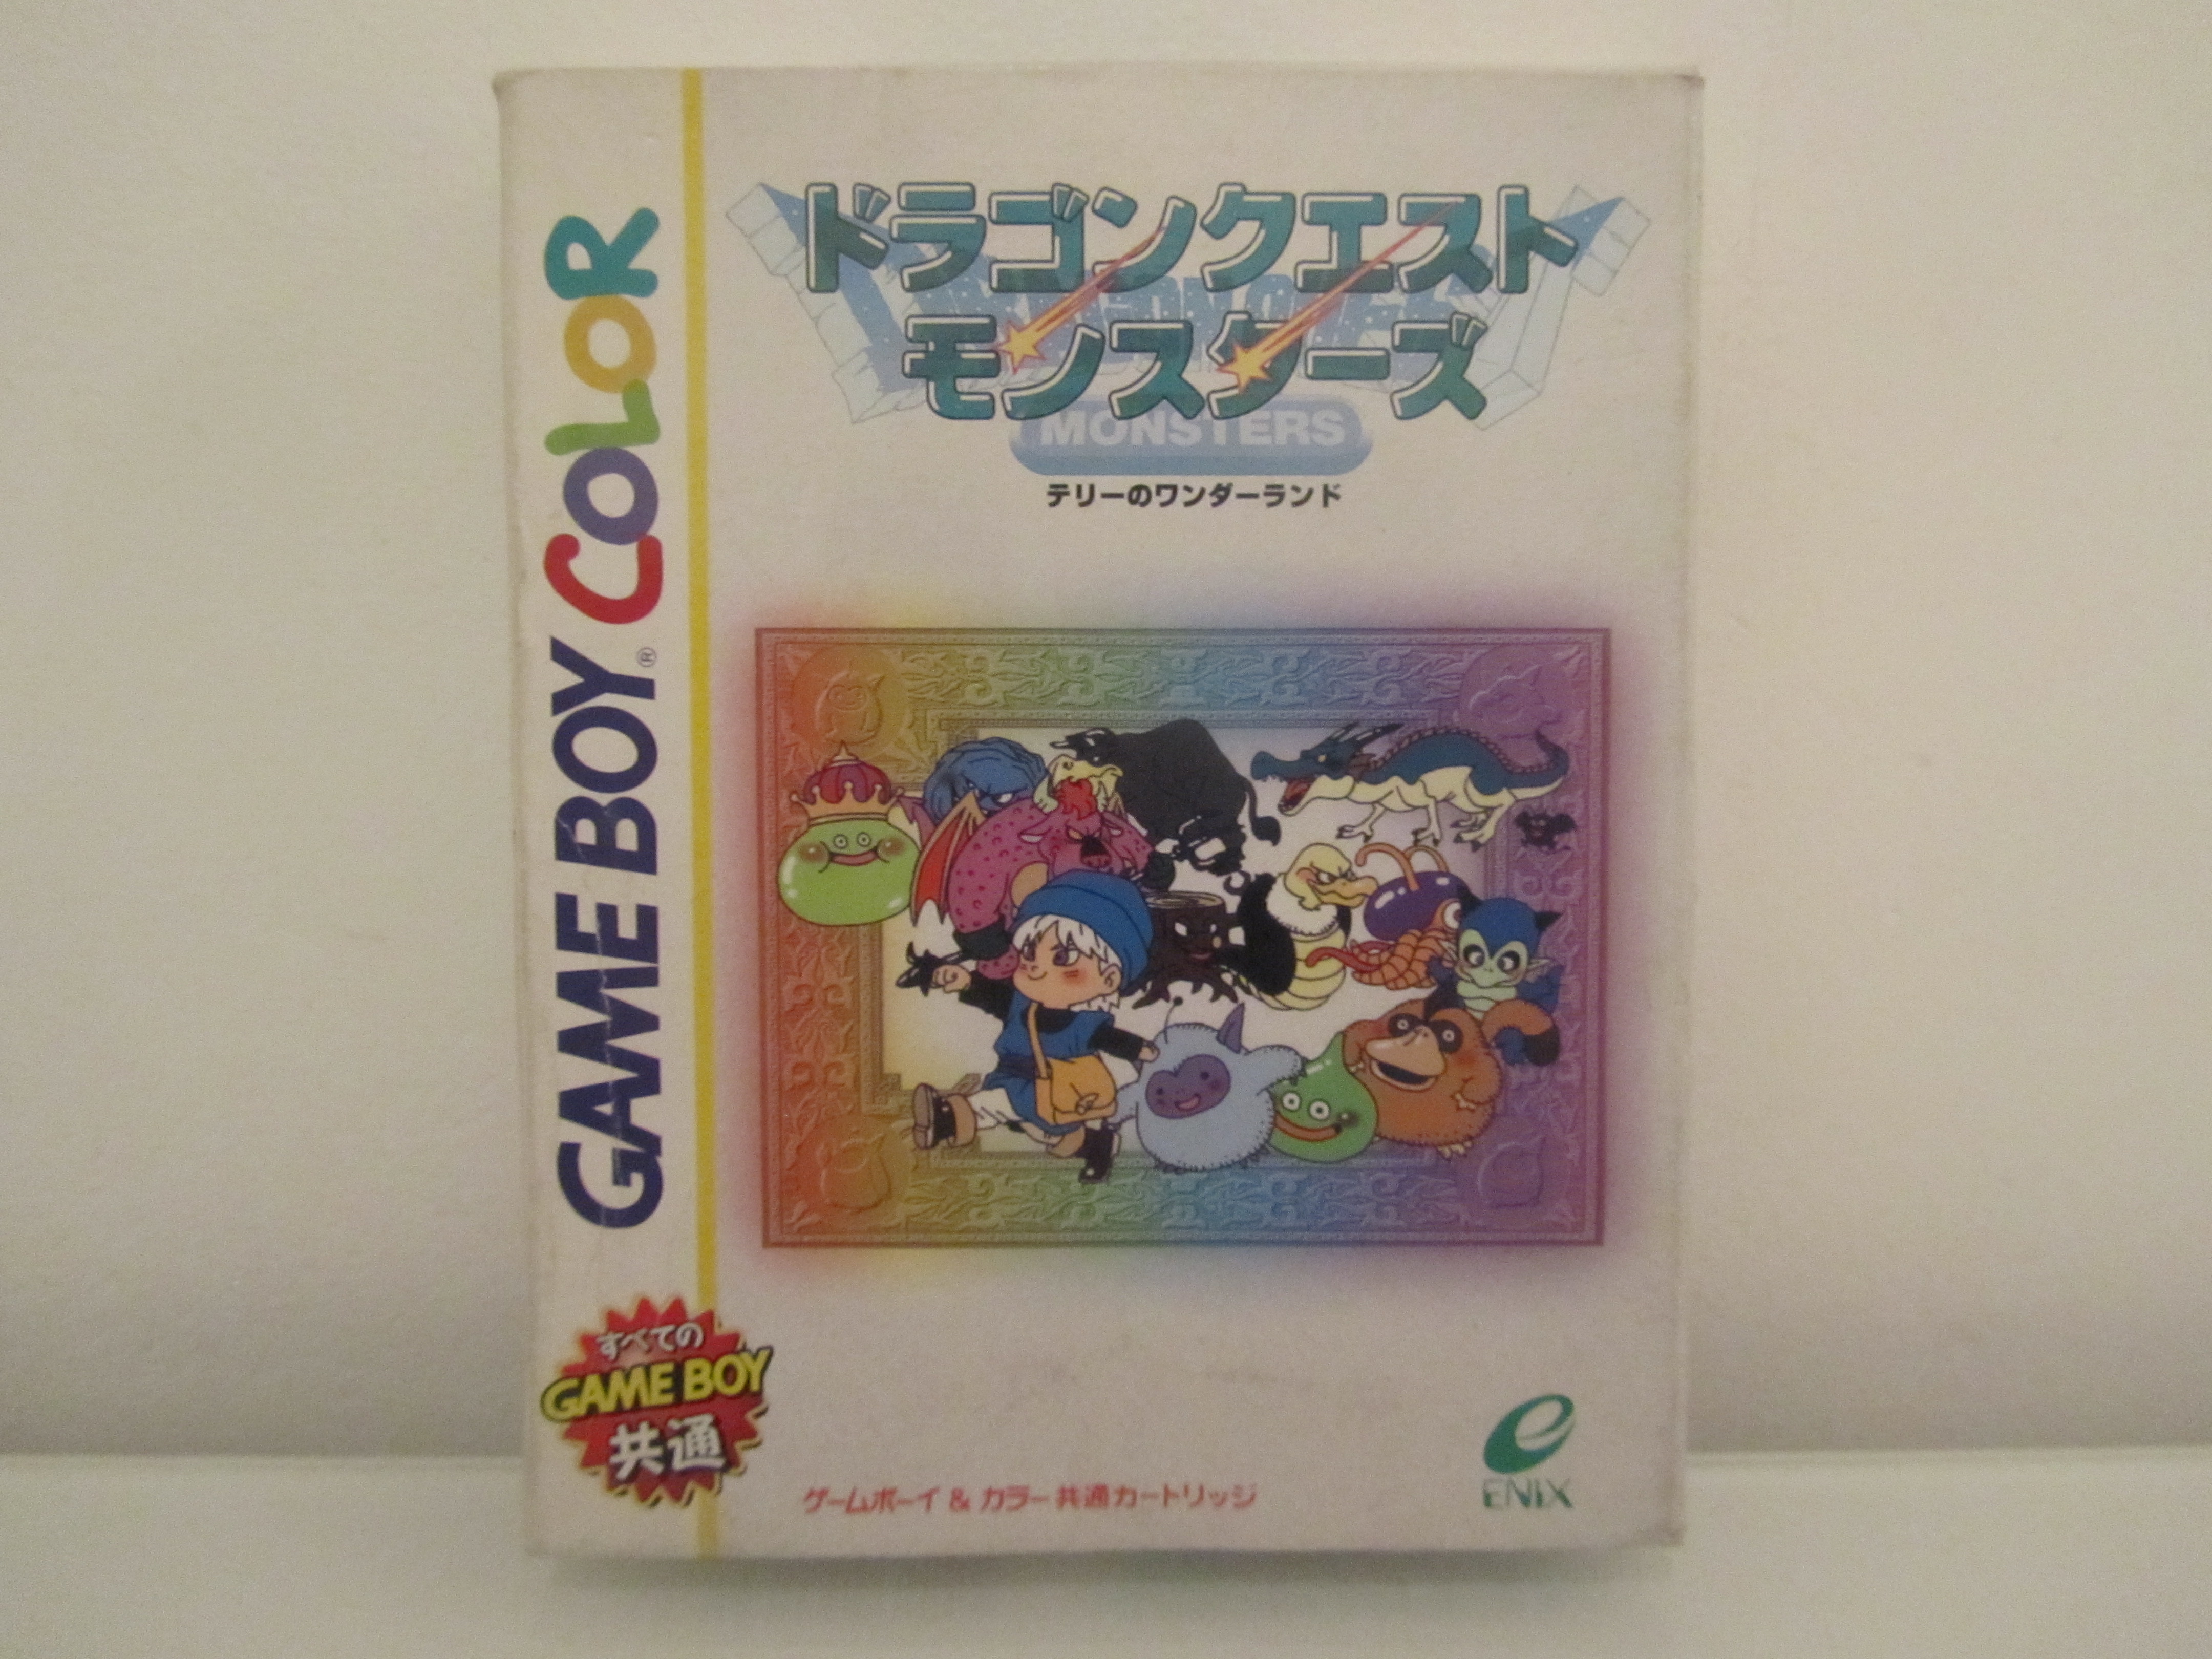 GAME BOY COLOR
®
ドラゴンクエスト
モンスターズ
MONSTERS
テリーのワンダーランド
すべての
GAME BOY
共通
ゲームボーイ & カラー共通カートリッジ
ENIX